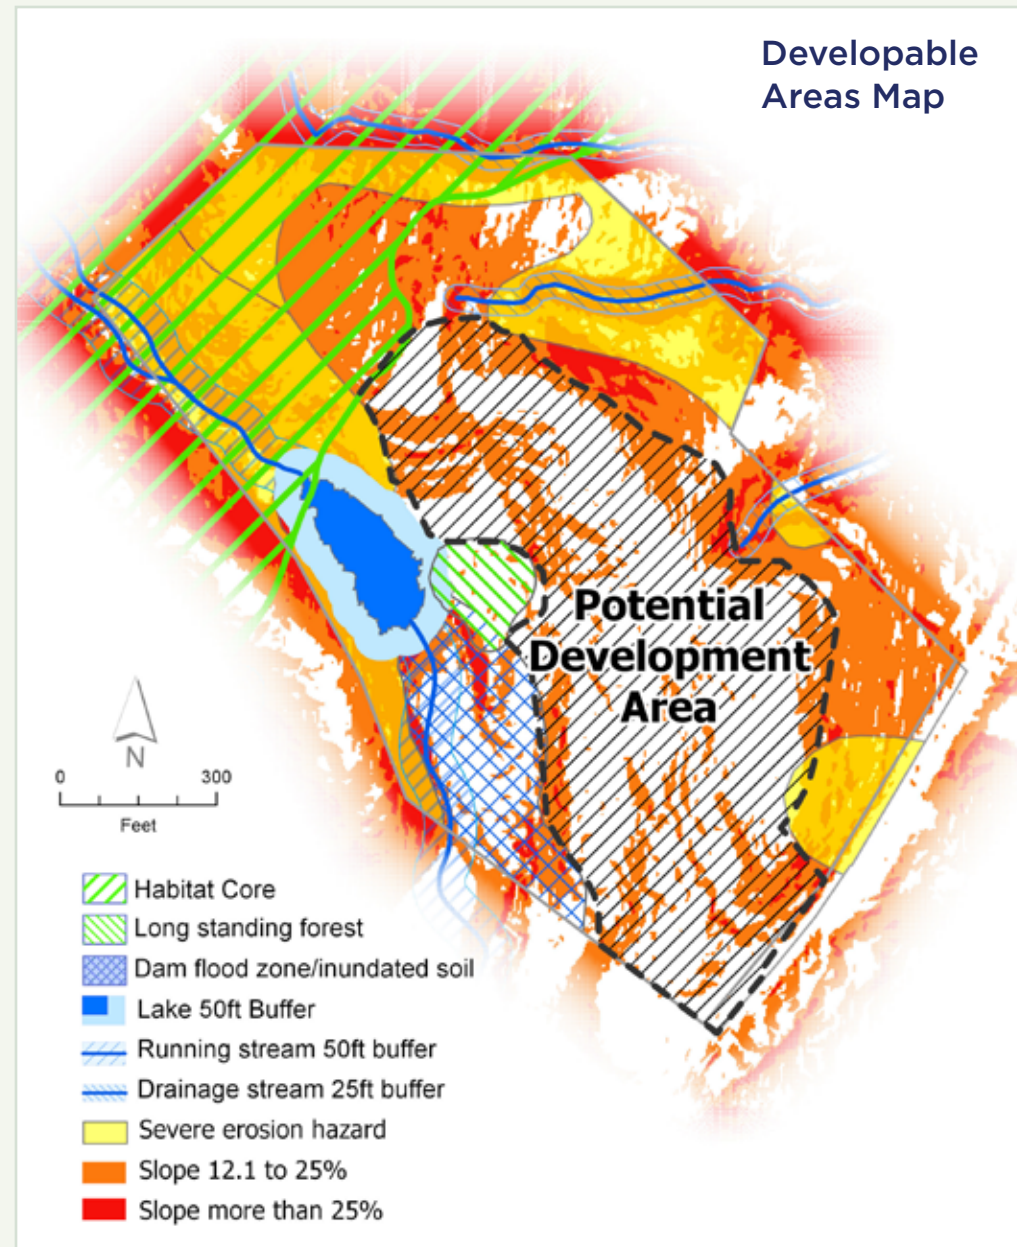 Developable
Areas Map
Potential
Development
Area
N
0 300
Feet
Habitat Core
Long standing forest
Dam flood zone/inundated soil
Lake 50ft Buffer
Running stream 50ft buffer
Drainage stream 25ft buffer
Severe erosion hazard
Slope 12.1 to 25%
Slope more than 25%